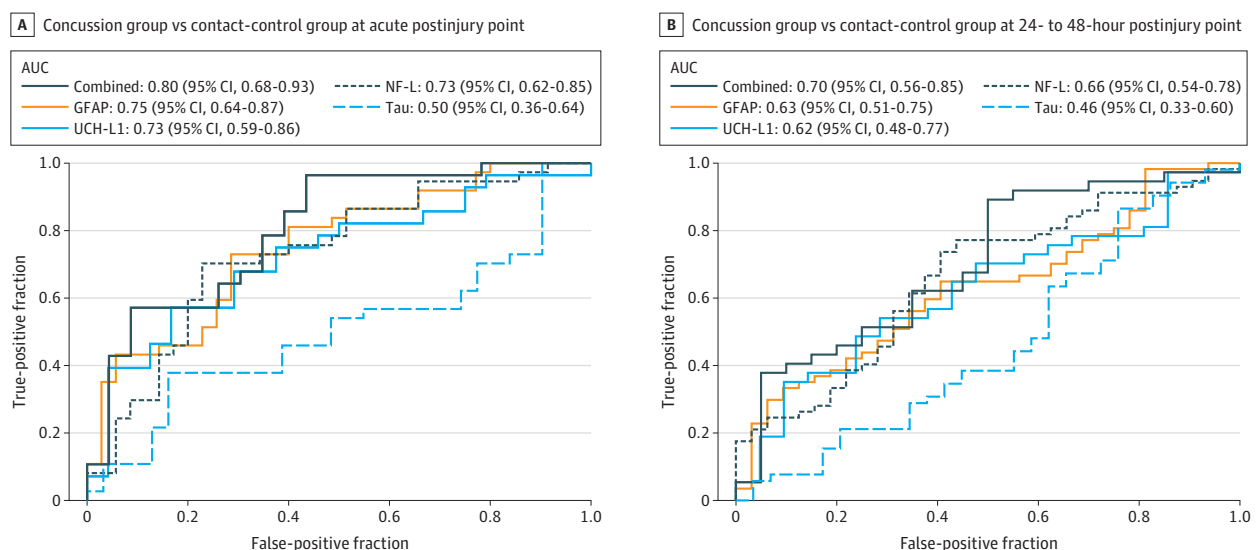 A Concussion group vs contact-control group at acute postinjury point
AUC
Combined: 0.80 (95% CI, 0.68-0.93)
NF-L: 0.73 (95% CI, 0.62-0.85)
GFAP: 0.75 (95% CI, 0.64-0.87)
Tau: 0.50 (95% CI, 0.36-0.64)
UCH-L1: 0.73 (95% CI, 0.59-0.86)
1.0
0.8
0.6
0.4
0.2
0
True-positive fraction
0 0.2 0.4 0.6 0.8 1.0
False-positive fraction
B Concussion group vs contact-control group at 24- to 48-hour postinjury point
AUC
Combined: 0.70 (95% CI, 0.56-0.85)
NF-L: 0.66 (95% CI, 0.54-0.78)
GFAP: 0.63 (95% CI, 0.51-0.75)
Tau: 0.46 (95% CI, 0.33-0.60)
UCH-L1: 0.62 (95% CI, 0.48-0.77)
1.0
0.8
0.6
0.4
0.2
0
True-positive fraction
0 0.2 0.4 0.6 0.8 1.0
False-positive fraction